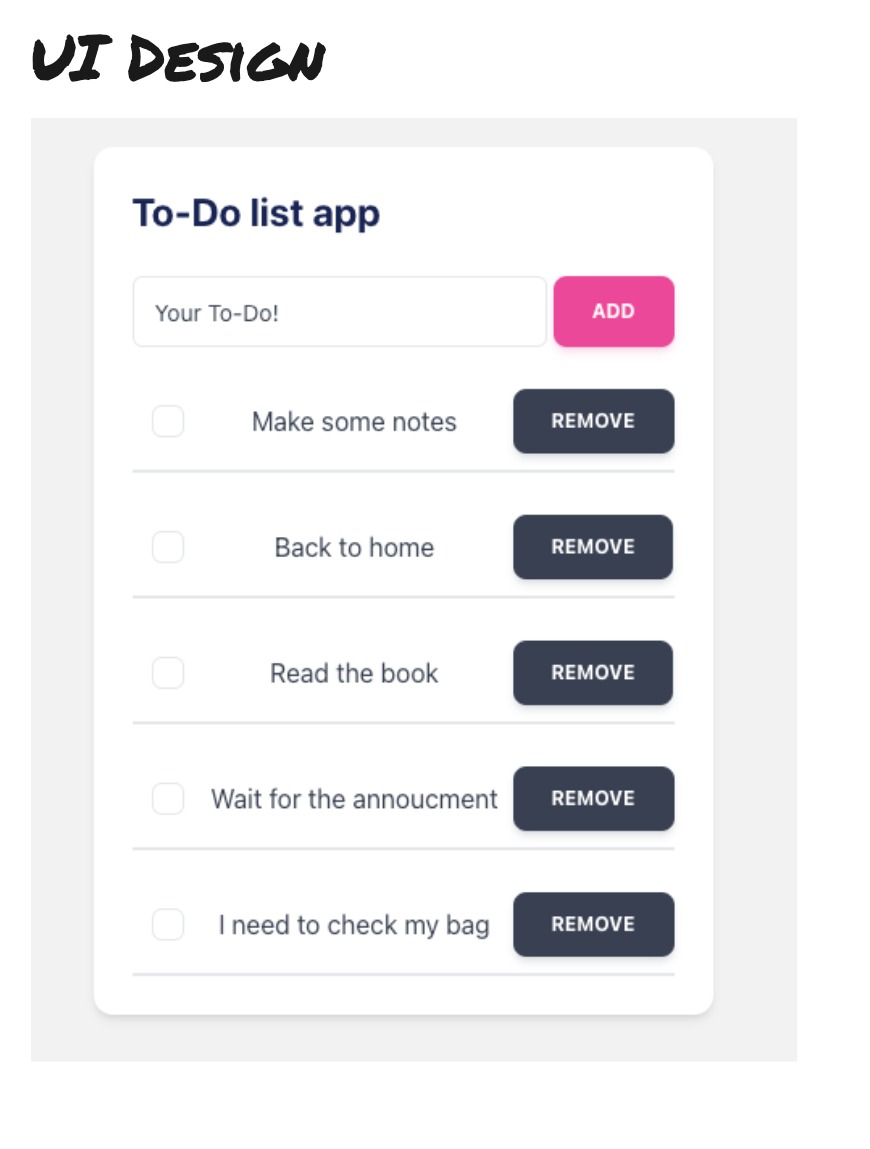 UI DESIGN
To-Do list app
Your To-Do!
ADD
Make some notes
REMOVE
Back to home
REMOVE
Read the book
REMOVE
Wait for the annoucment
REMOVE
I need to check my bag
REMOVE